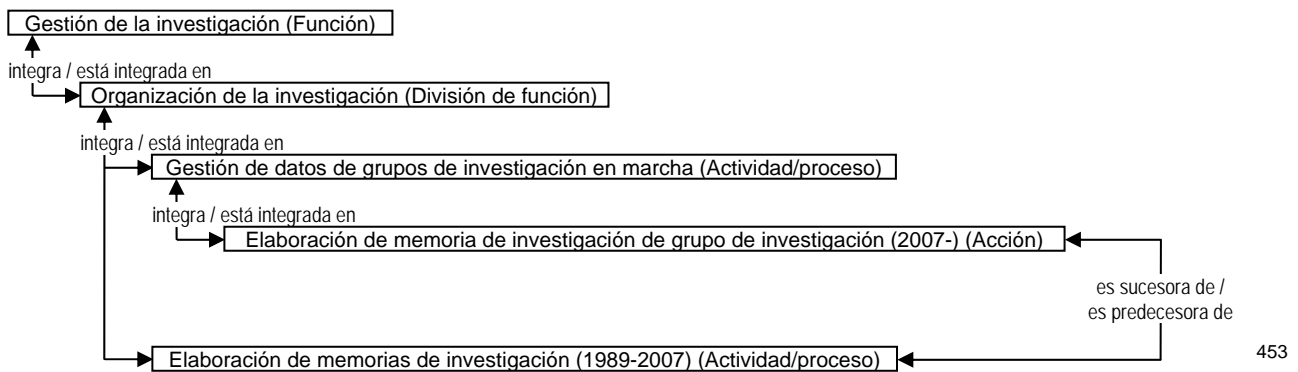 Gestión de la investigación (Función)
integra / está integrada en
Organización de la investigación (División de función)
integra / está integrada en
Gestión de datos de grupos de investigación en marcha (Actividad/proceso)
integra / está integrada en
Elaboración de memoria de investigación de grupo de investigación (2007-) (Acción)
es sucesora de /
es predecesora de
Elaboración de memorias de investigación (1989-2007) (Actividad/proceso)
453